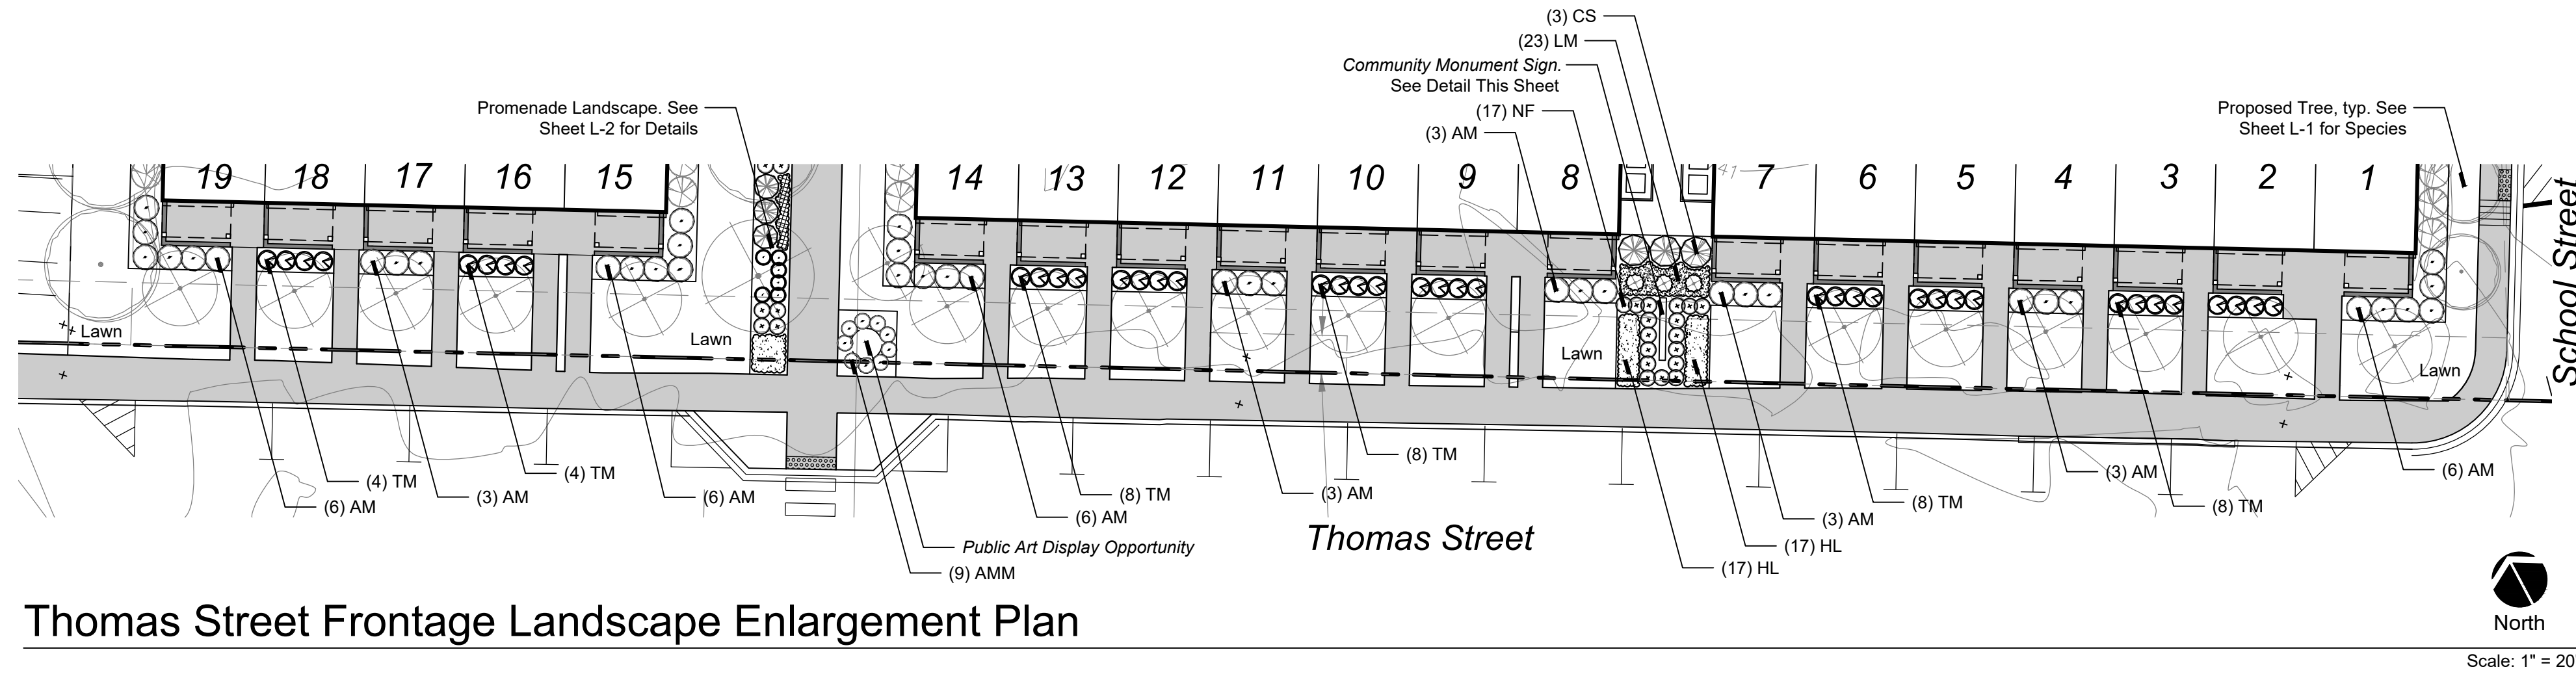 (3) CS
(23) LM
Community Monument Sign.
See Detail This Sheet
(17) NF
(3) AM
Promenade Landscape. See
Sheet L-2 for Details
Proposed Tree, typ. See
Sheet L-1 for Species
19 18 17 16 15 14 13 12 11 10 9 8 7 6 5 4 3 2 1
41
School Street
Lawn
Lawn
Lawn
Lawn
(4) TM
(6) AM
(3) AM
(4) TM
(6) AM
(8) TM
(6) AM
(3) AM
(8) TM
(3) AM
(8) TM
(3) AM
(8) TM
(6) AM
Public Art Display Opportunity
(9) AMM
Thomas Street
(17) HL
(17) HL
Thomas Street Frontage Landscape Enlargement Plan
North
Scale: 1" = 20